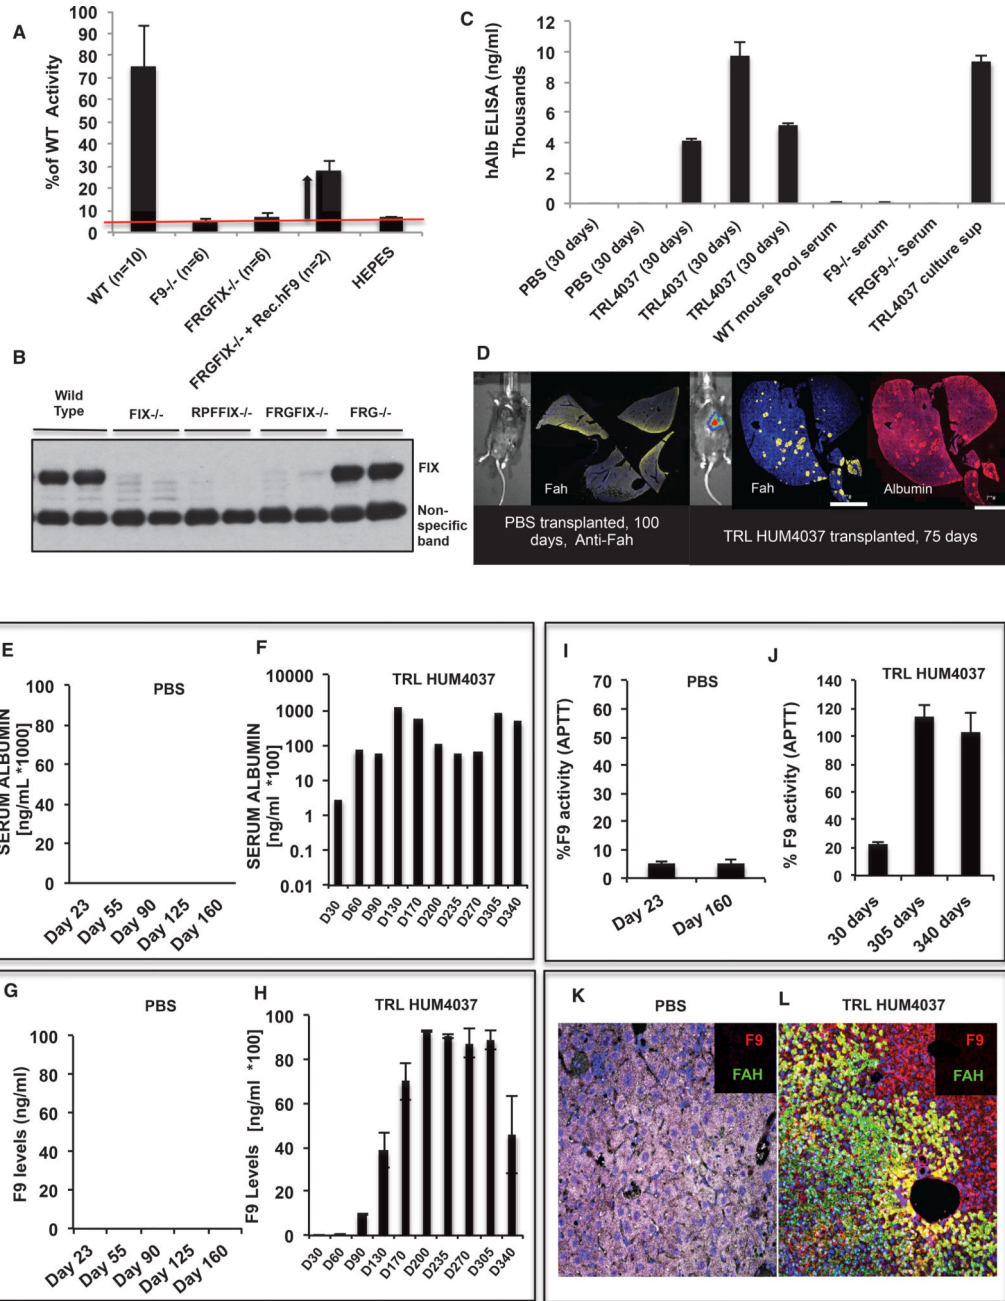 A
100
90
80
70
60
50
40
30
20
10
0
%of WT Activity
WT (n=10)
F9-/- (n=6)
FRGFIX-/- (n=6)
FRGFIX-/- + Rec.hF9 (n=2)
HEPES
B
Wild
Type
FIX-/-
RPFFIX-/-
FRGFIX-/-
FRG-/-
FIX
Non-
specific
band
C
hAlb ELISA (ng/ml)
Thousands
12
10
8
6
4
2
0
PBS (30 days)
PBS (30 days)
TRL4037 (30 days)
TRL4037 (30 days)
TRL4037 (30 days)
WT mouse Pool serum
F9-/- serum
FRGF9-/- Serum
TRL4037 culture sup
D
Fah
Fah
Albumin
PBS transplanted, 100
days, Anti-Fah
TRL HUM4037 transplanted, 75 days
E
PBS
SERUM ALBUMIN
[ng/mL *1000]
100
80
60
40
20
0
Day 23
Day 55
Day 90
Day 125
Day 160
F
TRL HUM4037
SERUM ALBUMIN
[ng/ml *100]
10000
1000
100
10
1
0.1
0.01
D30
D60
D90
D130
D170
D200
D235
D270
D305
D340
G
PBS
F9 levels (ng/ml)
100
80
60
40
20
0
Day 23
Day 55
Day 90
Day 125
Day 160
H
TRL HUM4037
F9 Levels [ng/ml *100]
100
80
60
40
20
0
D30
D60
D90
D130
D170
D200
D235
D270
D305
D340
I
PBS
%F9 activity (APTT)
70
60
50
40
30
20
10
0
Day 23
Day 160
J
TRL HUM4037
% F9 activity (APTT)
140
120
100
80
60
40
20
0
30 days
305 days
340 days
K
PBS
F9
FAH
L
TRL HUM4037
F9
FAH